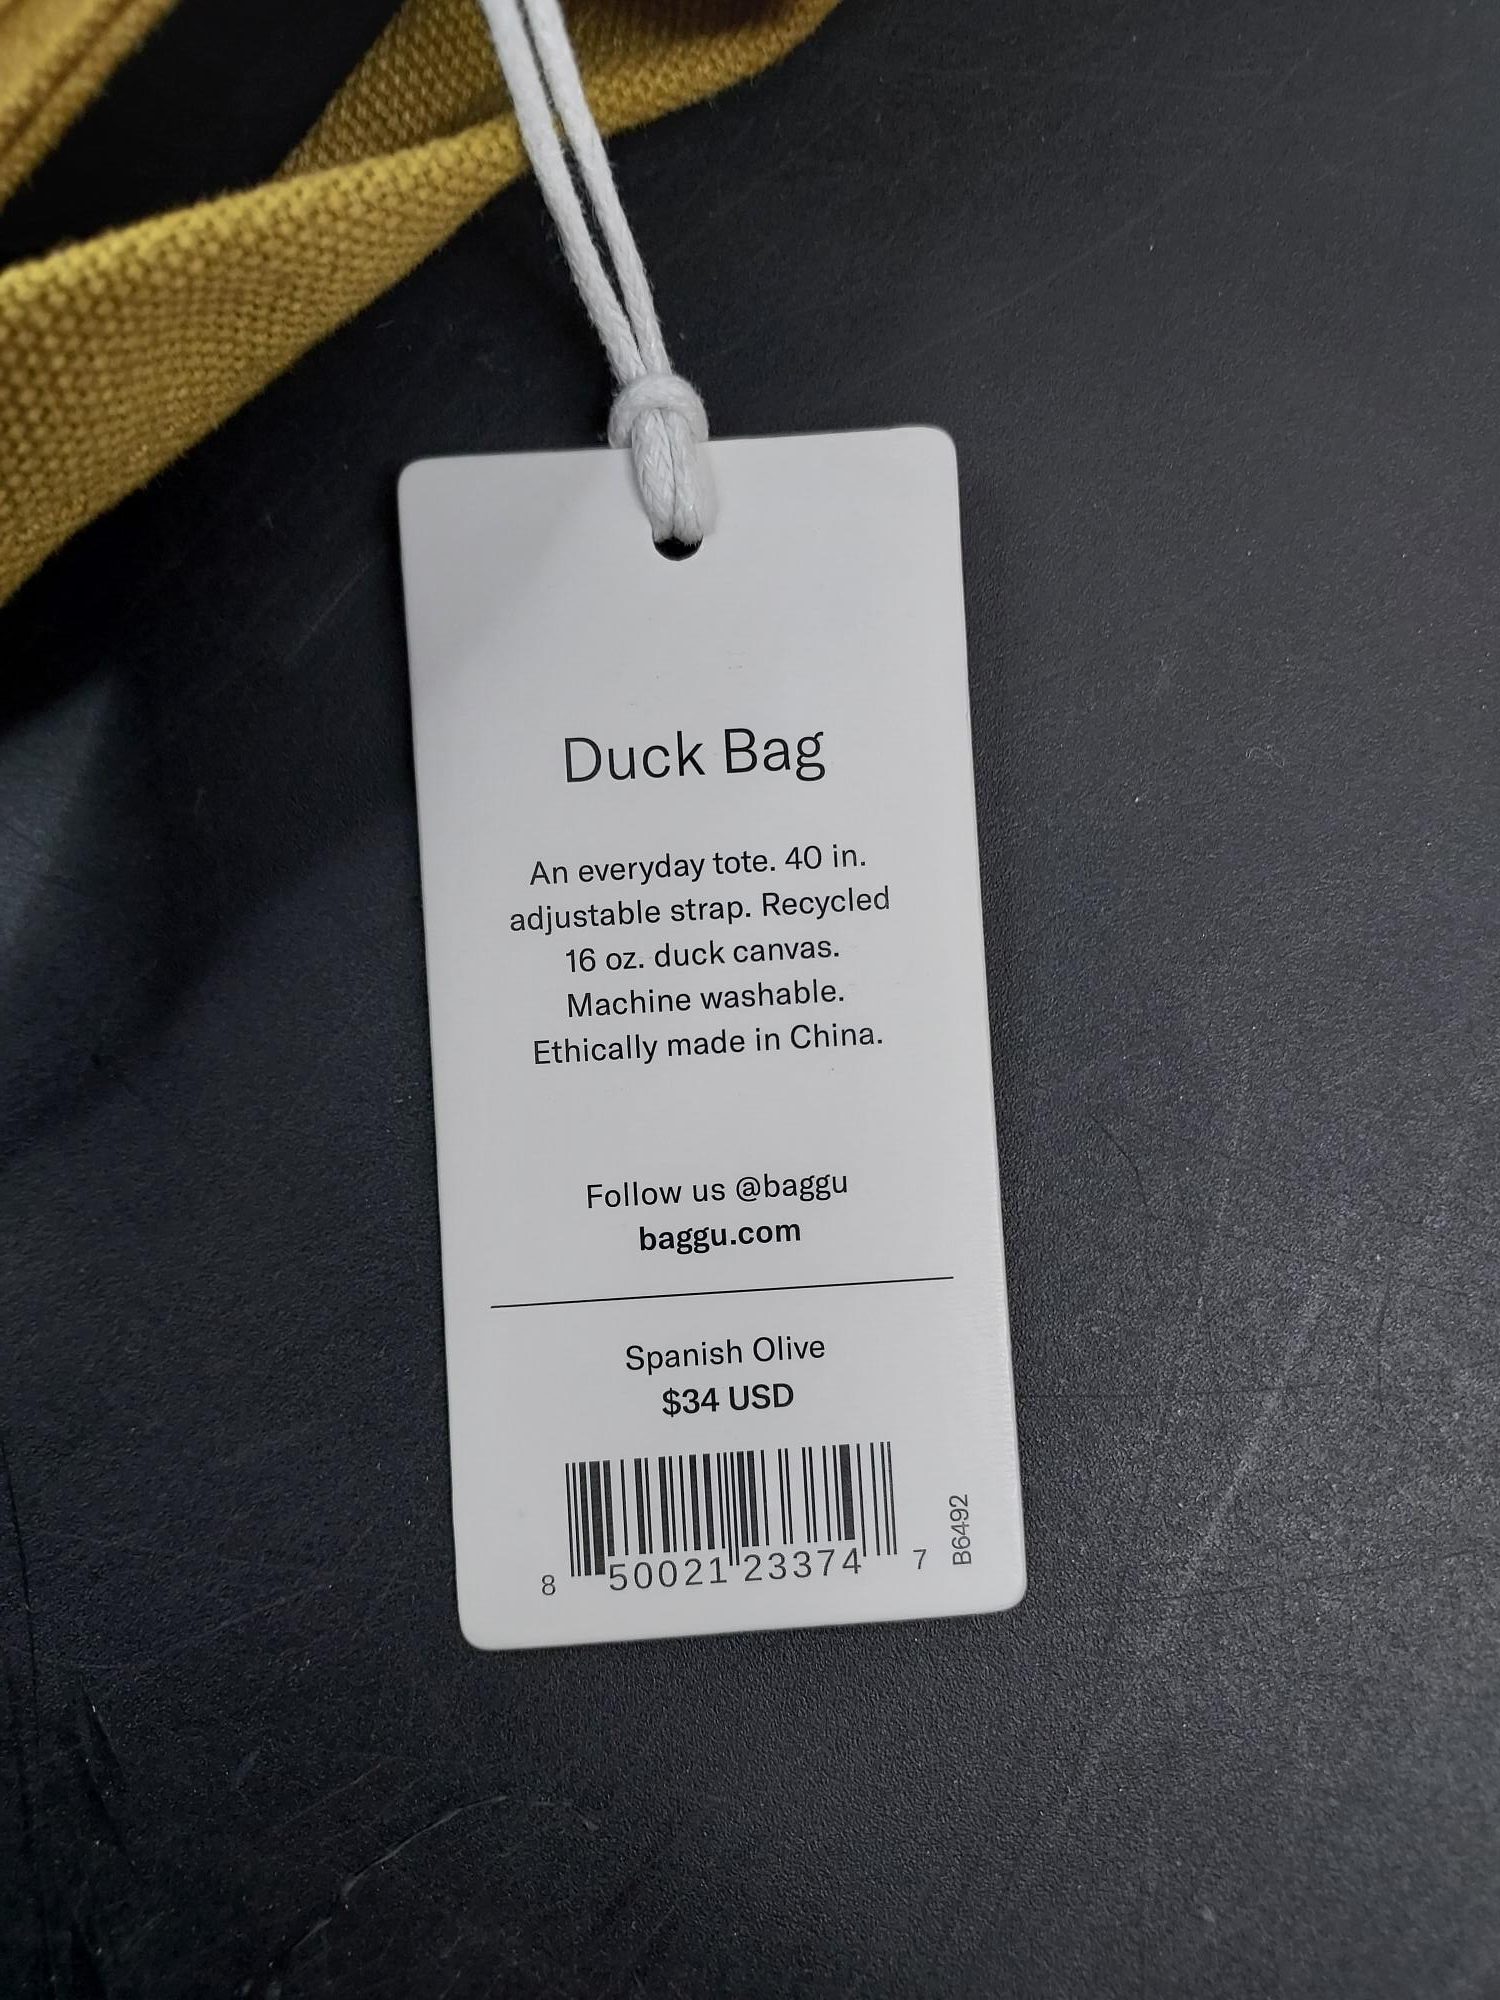 Duck Bag
An everyday tote. 40 in.
adjustable strap. Recycled
16 oz. duck canvas.
Machine washable.
Ethically made in China.
Follow us @baggu
baggu.com
Spanish Olive
$34 USD
8 50021 23374 7
B6492